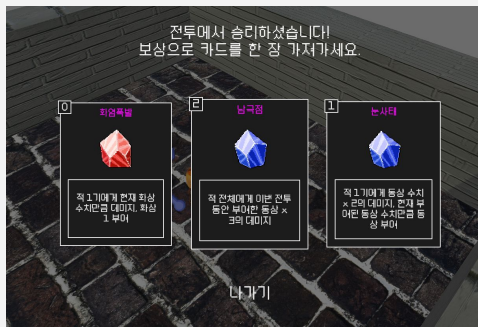 전투에서 승리하셨습니다!
보상으로 카드를 한 장 가져가세요.
0
화염폭발
적 1기에게 현재 화상
수치만큼 데미지, 화상
1 부여
2
남극점
적 전체에게 이번 전투
동안 부여한 동상 x
3의 데미지
1
눈사태
적 1기에게 동상 수치
x 2의 데미지, 현재 부
여된 동상 수치만큼 동
상 부여
나가기